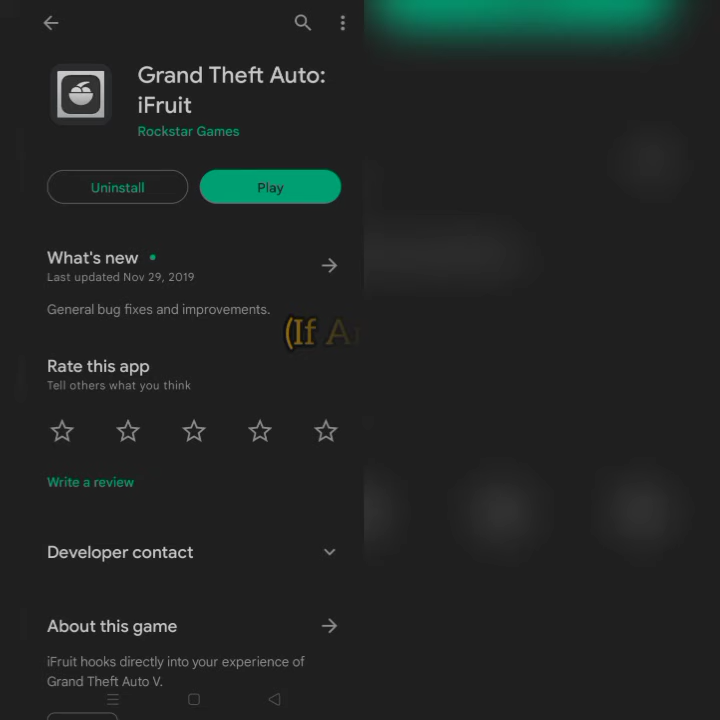 Grand Theft Auto:
iFruit
Rockstar Games
Uninstall
Play
What's new
Last updated Nov 29, 2019
General bug fixes and improvements.
(If
Rate this app
Tell others what you think
Write a review
Developer contact
About this game
iFruit hooks directly into your experience of
Grand Theft Auto V.